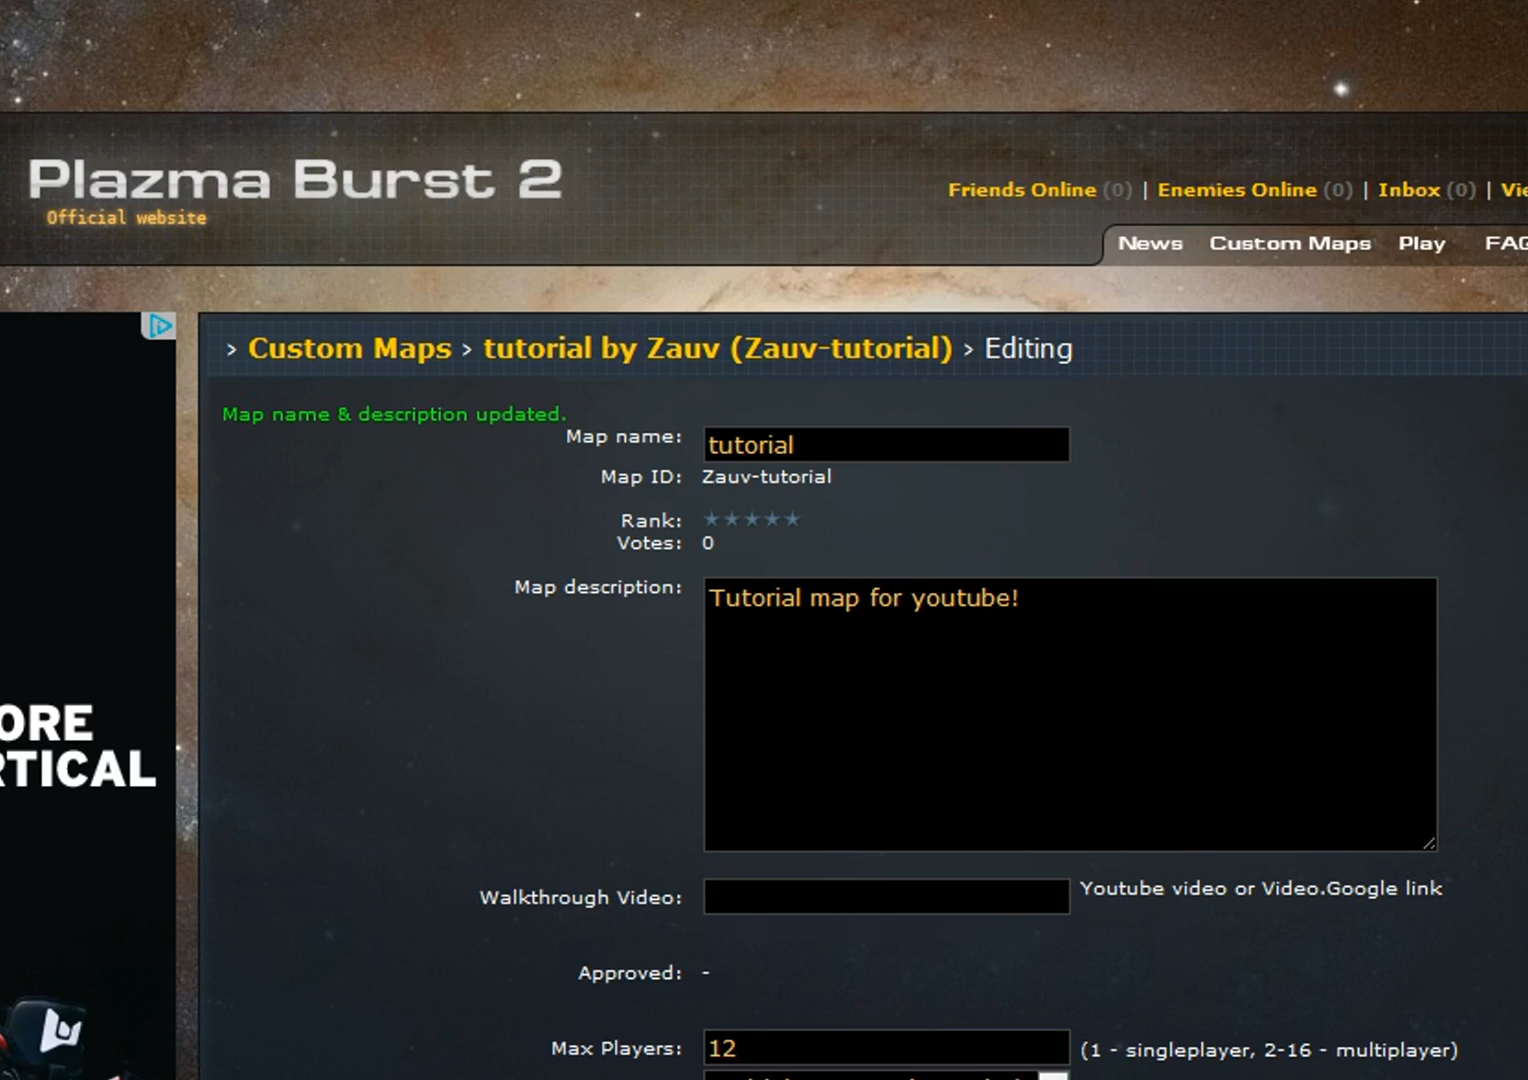 Plazma Burst 2
Official website
Friends Online (0) | Enemies Online (0) | Inbox (0) |
News Custom Maps Play
› Custom Maps › tutorial by Zauv (Zauv-tutorial) › Editing
Map name & description updated.
Map name: tutorial
Map ID: Zauv-tutorial
Rank: ★★★★★
Votes: 0
Map description: Tutorial map for youtube!
ORE
RTICAL
Walkthrough Video: Youtube video or Video.Google link
Approved: -
Max Players: 12 (1 - singleplayer, 2-16 - multiplayer)